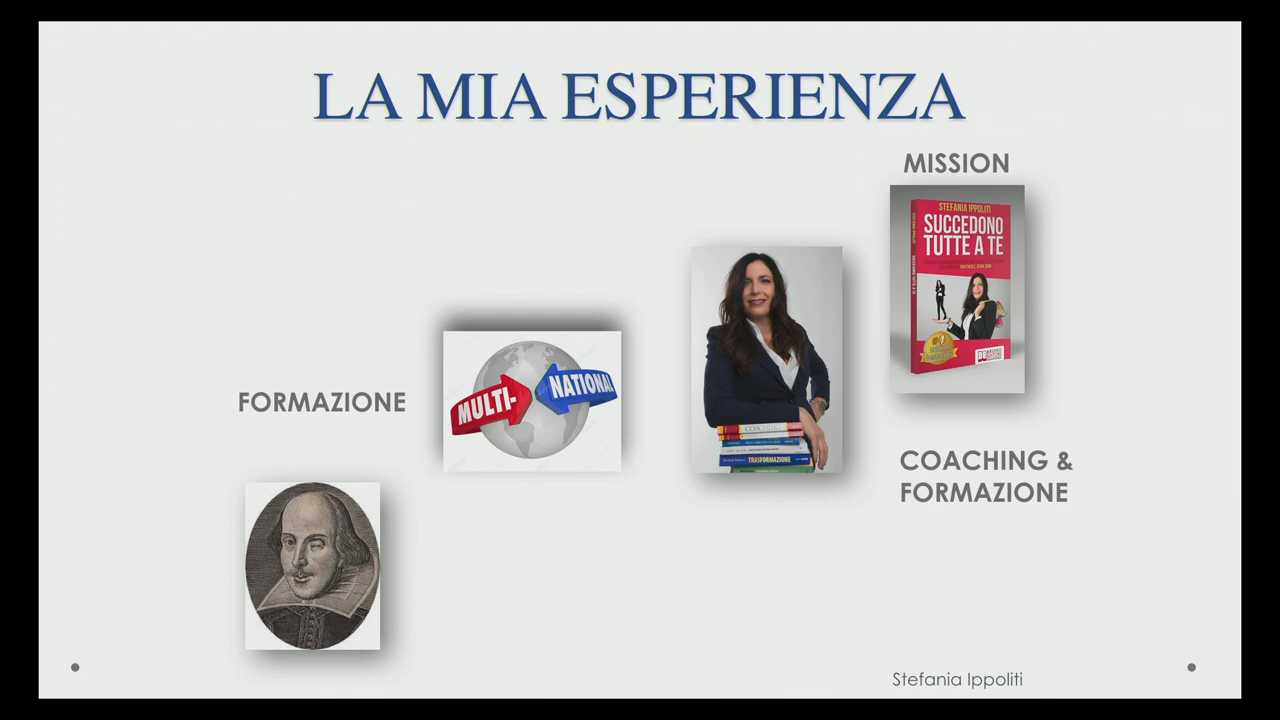 LA MIA ESPERIENZA
MISSION
STEFANIA IPPOLITI
SUCCEDONO
TUTTE A TE
FORMAZIONE
MULTI-
NATIONAL
COACHING
TRASFORMAZIONE
COACHING &
FORMAZIONE
Stefania Ippoliti